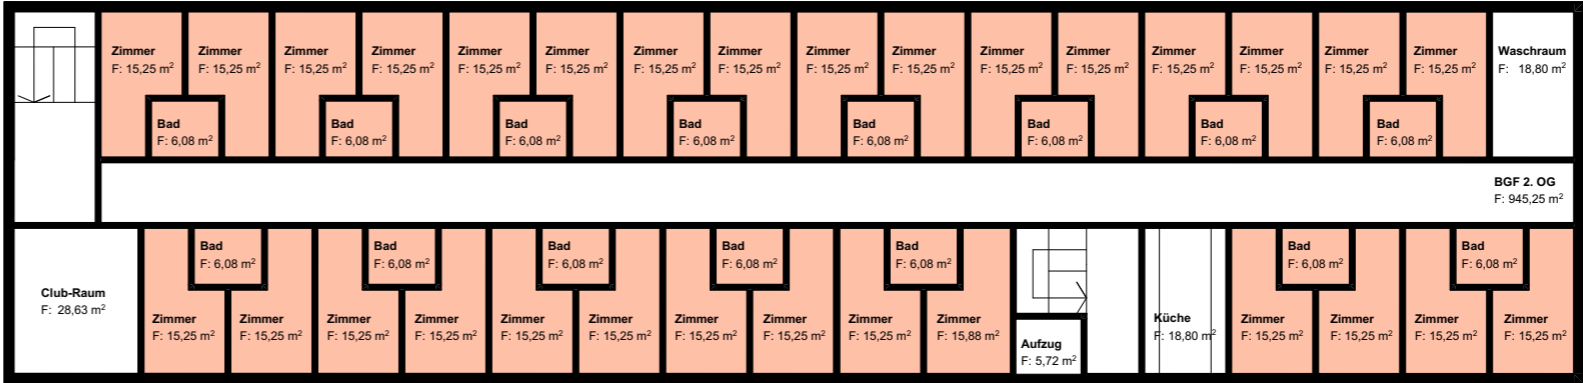 Zimmer
F: 15,25 m²
Zimmer
F: 15,25 m²
Zimmer
F: 15,25 m²
Zimmer
F: 15,25 m²
Zimmer
F: 15,25 m²
Zimmer
F: 15,25 m²
Zimmer
F: 15,25 m²
Zimmer
F: 15,25 m²
Zimmer
F: 15,25 m²
Zimmer
F: 15,25 m²
Zimmer
F: 15,25 m²
Zimmer
F: 15,25 m²
Zimmer
F: 15,25 m²
Zimmer
F: 15,25 m²
Zimmer
F: 15,25 m²
Zimmer
F: 15,25 m²
Waschraum
F: 18,80 m²
Bad
F: 6,08 m²
Bad
F: 6,08 m²
Bad
F: 6,08 m²
Bad
F: 6,08 m²
Bad
F: 6,08 m²
Bad
F: 6,08 m²
Bad
F: 6,08 m²
Bad
F: 6,08 m²
BGF 2. OG
F: 945,25 m²
Bad
F: 6,08 m²
Bad
F: 6,08 m²
Bad
F: 6,08 m²
Bad
F: 6,08 m²
Bad
F: 6,08 m²
Bad
F: 6,08 m²
Bad
F: 6,08 m²
Club-Raum
F: 28,63 m²
Zimmer
F: 15,25 m²
Zimmer
F: 15,25 m²
Zimmer
F: 15,25 m²
Zimmer
F: 15,25 m²
Zimmer
F: 15,25 m²
Zimmer
F: 15,25 m²
Zimmer
F: 15,25 m²
Zimmer
F: 15,25 m²
Zimmer
F: 15,25 m²
Zimmer
F: 15,88 m²
Aufzug
F: 5,72 m²
Küche
F: 18,80 m²
Zimmer
F: 15,25 m²
Zimmer
F: 15,25 m²
Zimmer
F: 15,25 m²
Zimmer
F: 15,25 m²